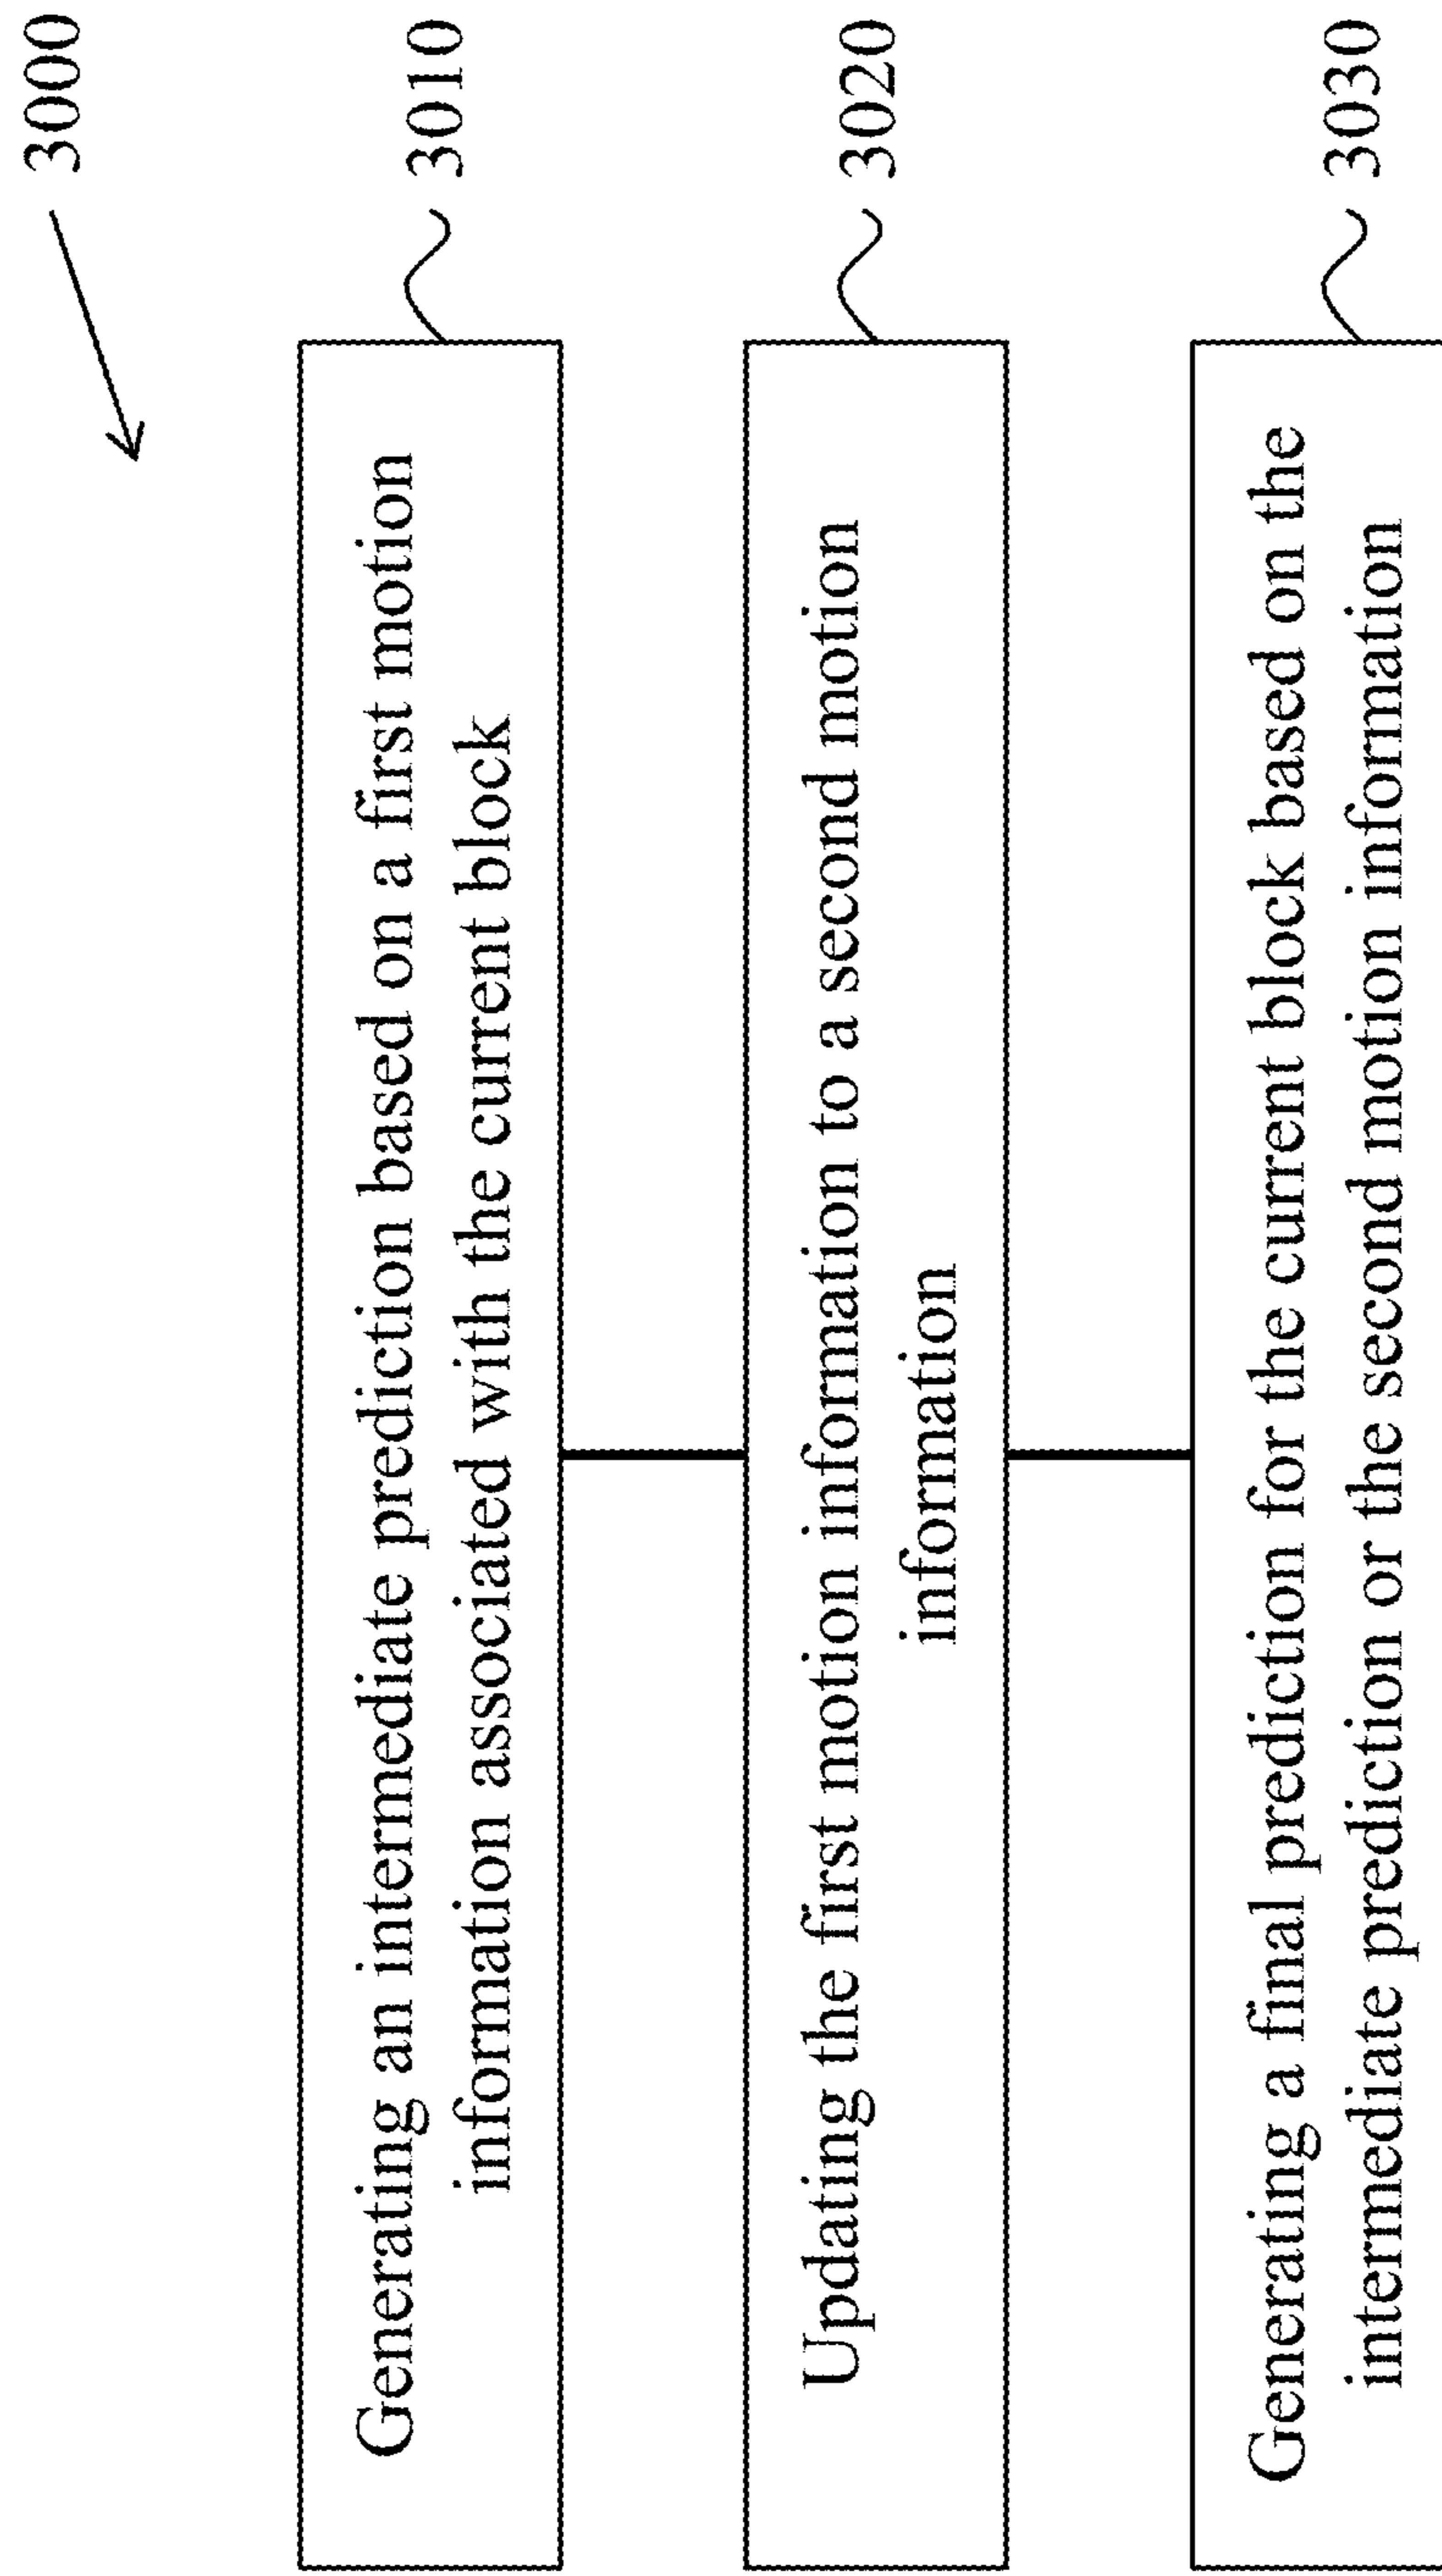 3000
Generating an intermediate prediction based on a first motion
information associated with the current block
3010
Updating the first motion information to a second motion
information
3020
Generating a final prediction for the current block based on the
intermediate prediction or the second motion information
3030